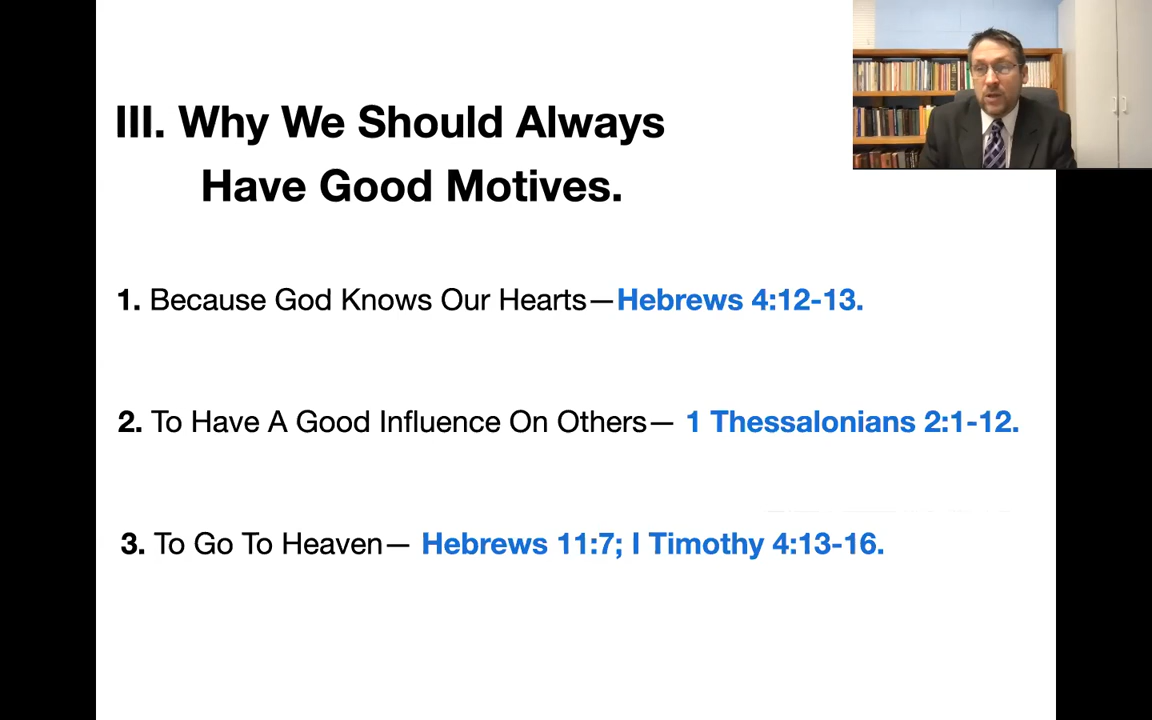 III. Why We Should Always
Have Good Motives.
1. Because God Knows Our Hearts—Hebrews 4:12-13.
2. To Have A Good Influence On Others— 1 Thessalonians 2:1-12.
3. To Go To Heaven— Hebrews 11:7; I Timothy 4:13-16.